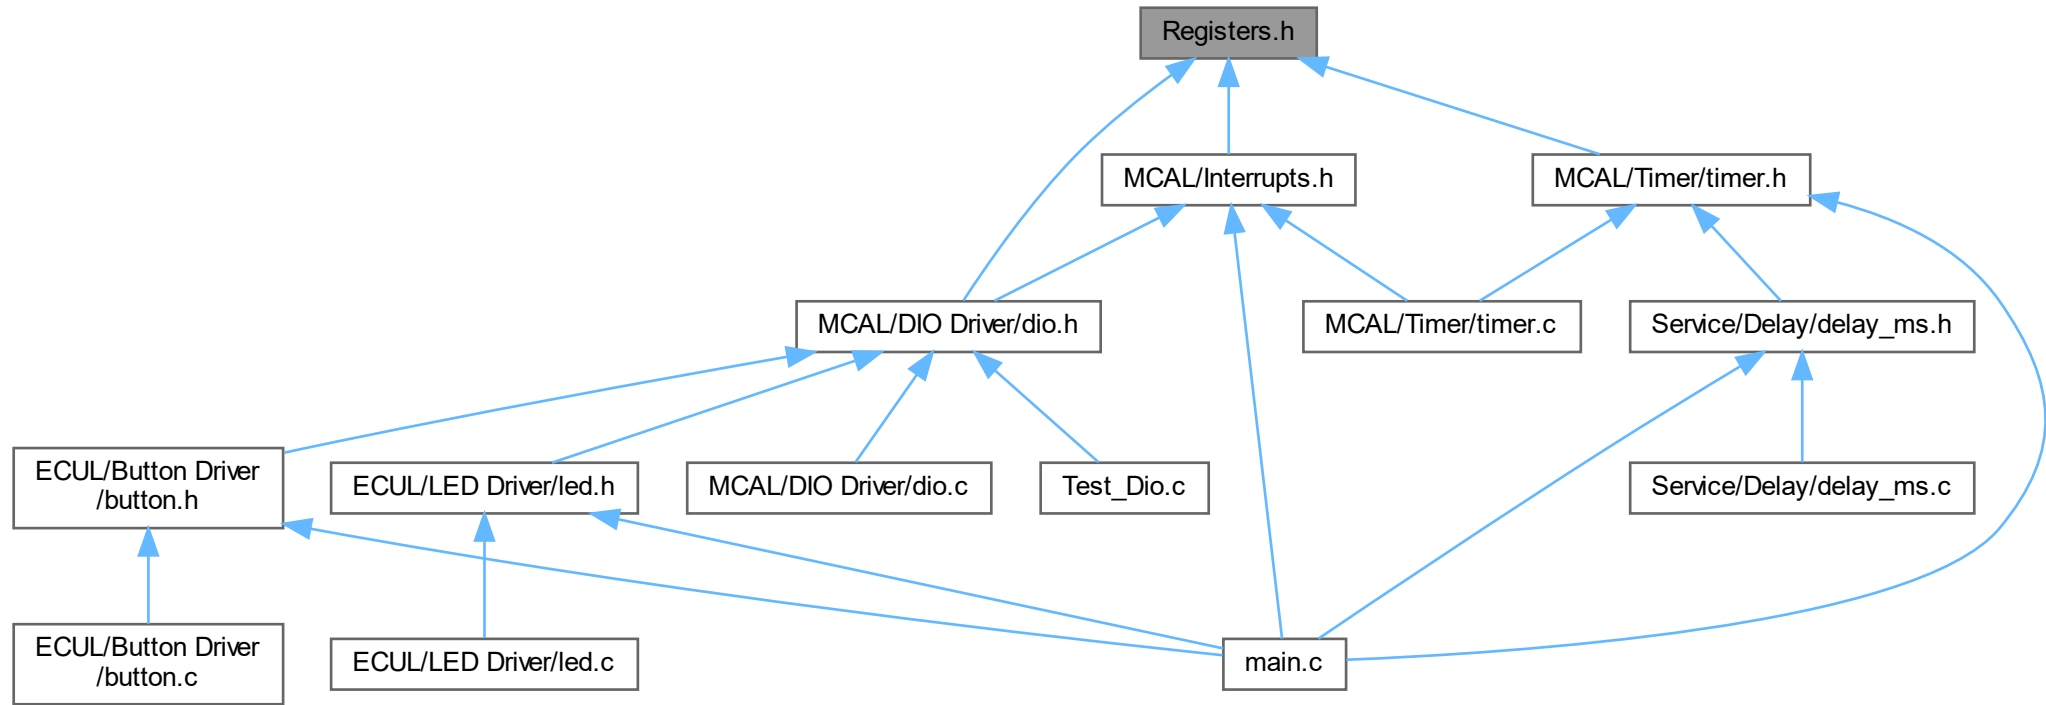 Registers.h
MCAL/Interrupts.h
MCAL/Timer/timer.h
MCAL/DIO Driver/dio.h
MCAL/Timer/timer.c
Service/Delay/delay_ms.h
ECUL/Button Driver
/button.h
ECUL/LED Driver/led.h
MCAL/DIO Driver/dio.c
Test_Dio.c
Service/Delay/delay_ms.c
ECUL/Button Driver
/button.c
ECUL/LED Driver/led.c
main.c